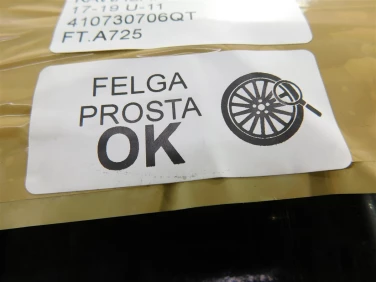 17-19 U-11
410730706QT
FT.A725
FELGA
PROSTA
OK